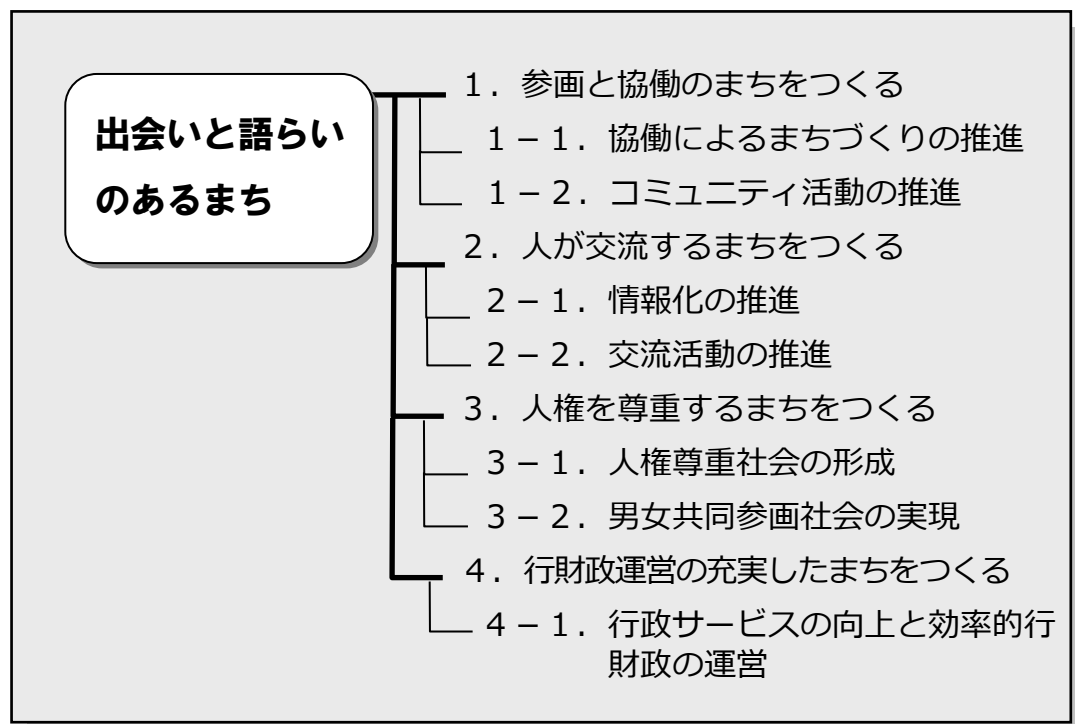 出会いと語らい
のあるまち
１．参画と協働のまちをつくる
１－１．協働によるまちづくりの推進
１－２．コミュニティ活動の推進
２．人が交流するまちをつくる
２－１．情報化の推進
２－２．交流活動の推進
３．人権を尊重するまちをつくる
３－１．人権尊重社会の形成
３－２．男女共同参画社会の実現
４．行財政運営の充実したまちをつくる
４－１．行政サービスの向上と効率的行
財政の運営